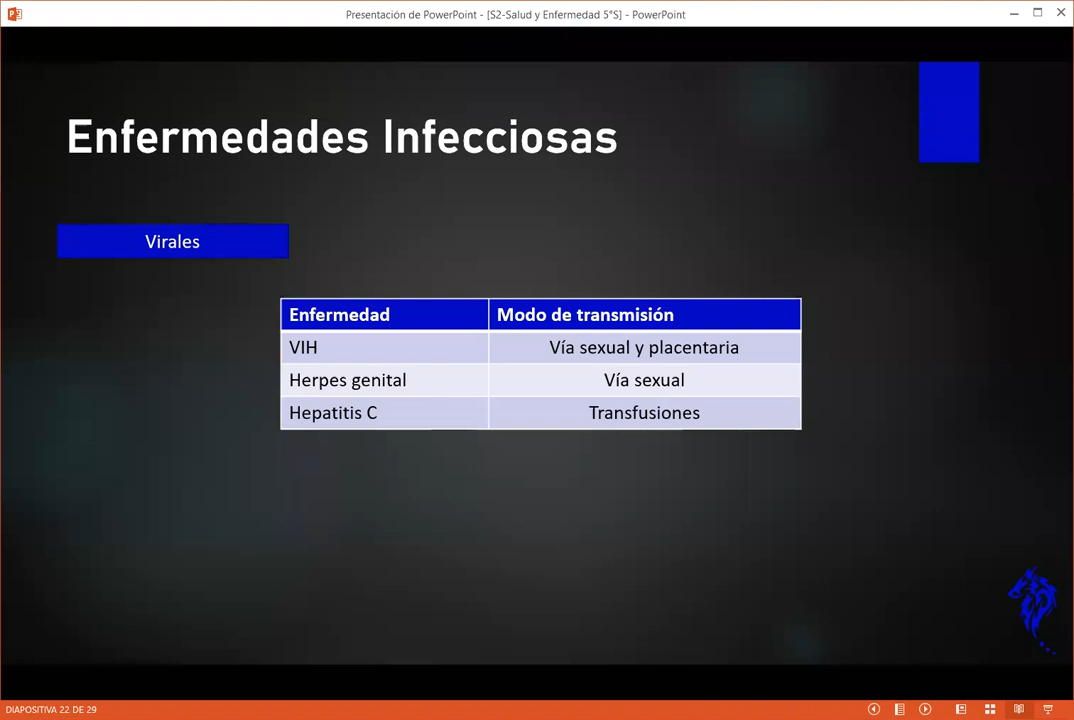 Presentación de PowerPoint - [S2-Salud y Enfermedad 5°S] - PowerPoint
Enfermedades Infecciosas
Virales
Enfermedad Modo de transmisión
VIH Vía sexual y placentaria
Herpes genital Vía sexual
Hepatitis C Transfusiones
DIAPOSITIVA 22 DE 29